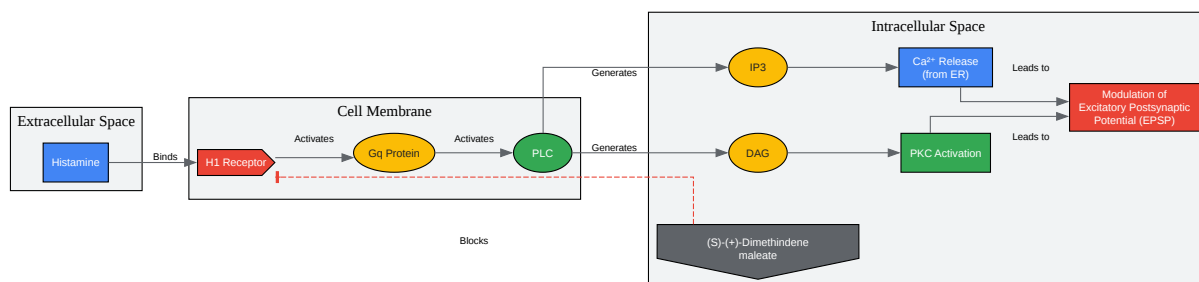 Extracellular Space
Histamine
Binds
Cell Membrane
H1 Receptor
Activates
Gq Protein
Activates
PLC
Generates
Generates
Intracellular Space
IP3
Ca²⁺ Release
(from ER)
Leads to
DAG
PKC Activation
Leads to
Modulation of
Excitatory Postsynaptic
Potential (EPSP)
Blocks
(S)-(+)-Dimethindene
maleate